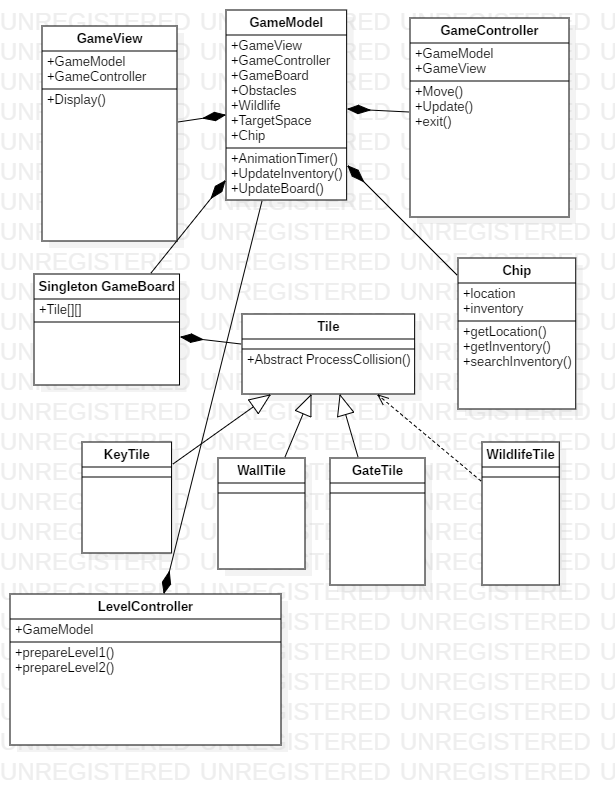 GameView
+GameModel
+GameController
+Display()
GameModel
+GameView
+GameController
+GameBoard
+Obstacles
+Wildlife
+TargetSpace
+Chip
+AnimationTimer()
+UpdateInventory()
+UpdateBoard()
GameController
+GameModel
+GameView
+Move()
+Update()
+exit()
Singleton GameBoard
+Tile[][]
Tile
+Abstract ProcessCollision()
Chip
+location
+inventory
+getLocation()
+getInventory()
+searchInventory()
KeyTile
WallTile
GateTile
WildlifeTile
LevelController
+GameModel
+prepareLevel1()
+prepareLevel2()
UNREGISTERED